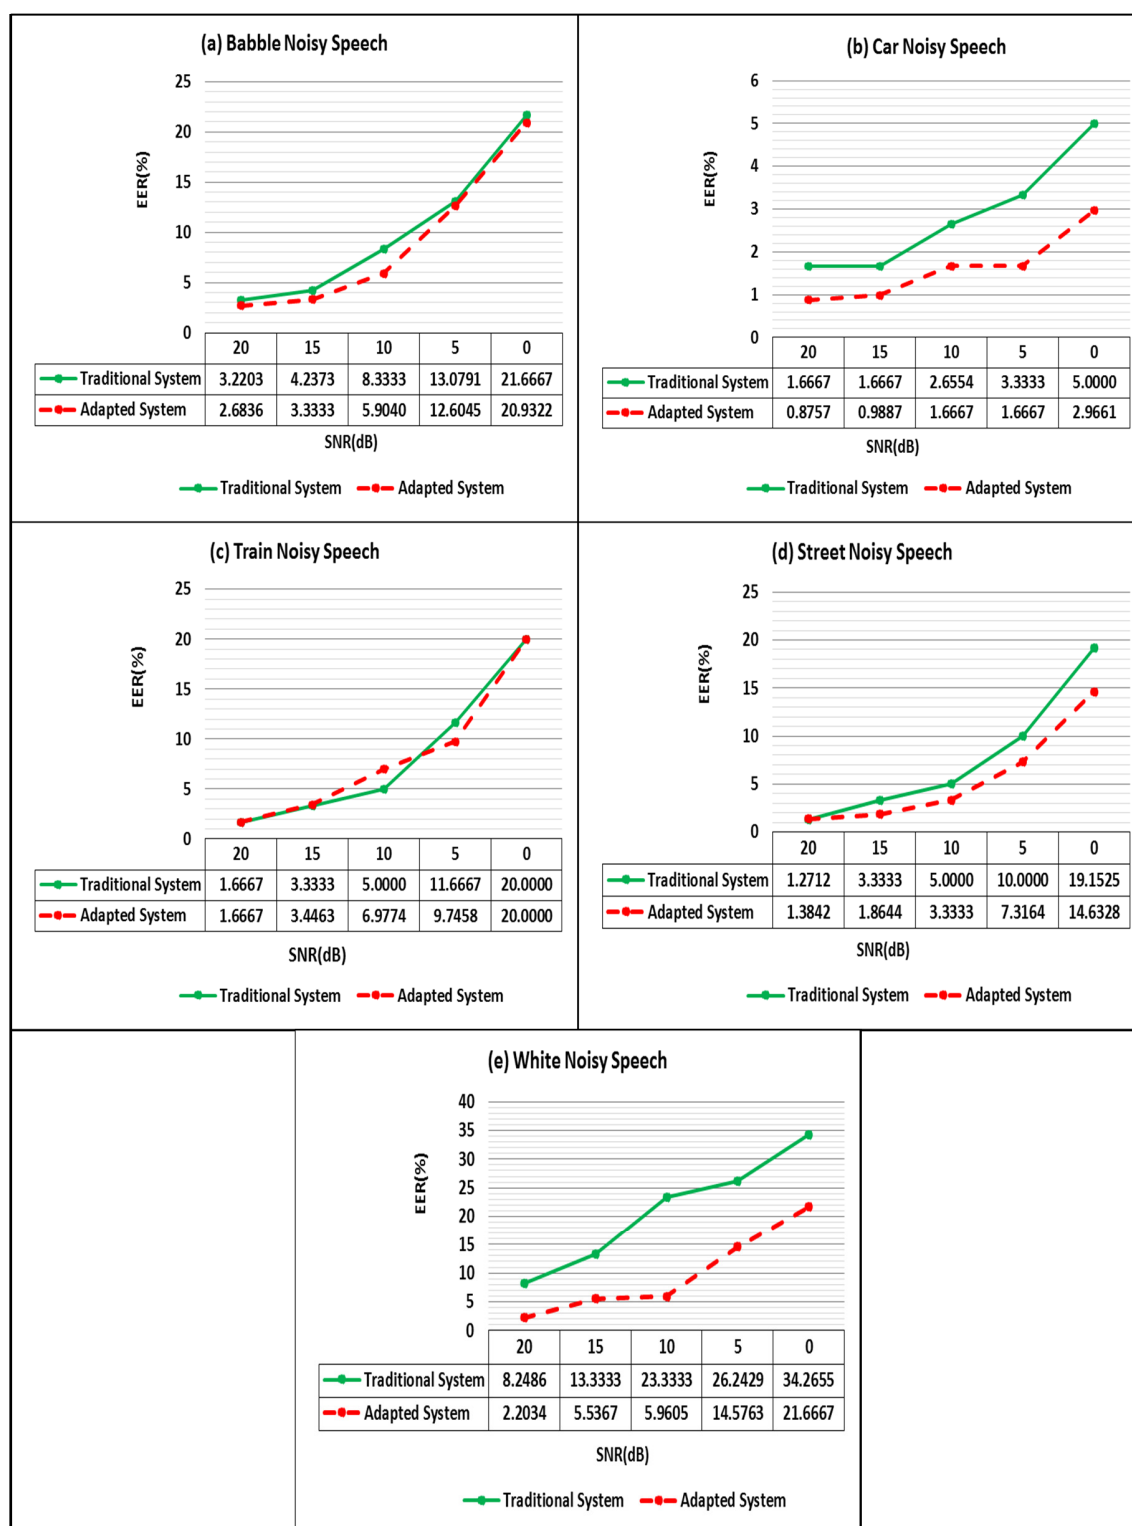 (a) Babble Noisy Speech
25
20
15
10
5
0
EER(%)
20 15 10 5 0
Traditional System 3.2203 4.2373 8.3333 13.0791 21.6667
Adapted System 2.6836 3.3333 5.9040 12.6045 20.9322
SNR(dB)
Traditional System Adapted System
(b) Car Noisy Speech
6
5
4
3
2
1
0
EER(%)
20 15 10 5 0
Traditional System 1.6667 1.6667 2.6554 3.3333 5.0000
Adapted System 0.8757 0.9887 1.6667 1.6667 2.9661
SNR(dB)
Traditional System Adapted System
(c) Train Noisy Speech
25
20
15
10
5
0
EER(%)
20 15 10 5 0
Traditional System 1.6667 3.3333 5.0000 11.6667 20.0000
Adapted System 1.6667 3.4463 6.9774 9.7458 20.0000
SNR(dB)
Traditional System Adapted System
(d) Street Noisy Speech
25
20
15
10
5
0
EER(%)
20 15 10 5 0
Traditional System 1.2712 3.3333 5.0000 10.0000 19.1525
Adapted System 1.3842 1.8644 3.3333 7.3164 14.6328
SNR(dB)
Traditional System Adapted System
(e) White Noisy Speech
40
35
30
25
20
15
10
5
0
EER(%)
20 15 10 5 0
Traditional System 8.2486 13.3333 23.3333 26.2429 34.2655
Adapted System 2.2034 5.5367 5.9605 14.5763 21.6667
SNR(dB)
Traditional System Adapted System